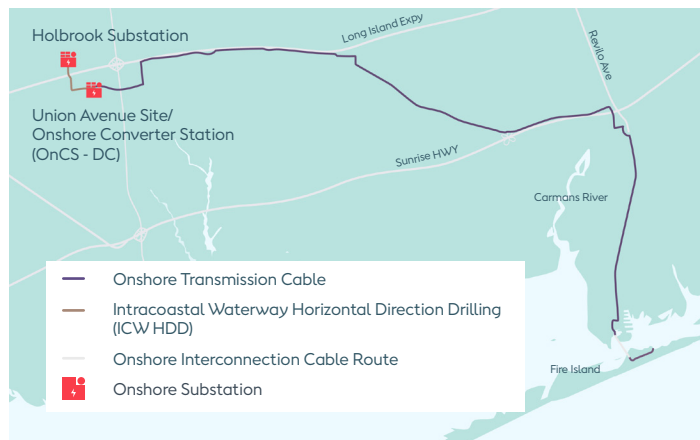 Holbrook Substation
Long Island Expy
Revilo Ave
Union Avenue Site/
Onshore Converter Station
(OnCS - DC)
Sunrise HWY
Carmans River
Onshore Transmission Cable
Intracoastal Waterway Horizontal Direction Drilling
(ICW HDD)
Onshore Interconnection Cable Route
Fire Island
Onshore Substation